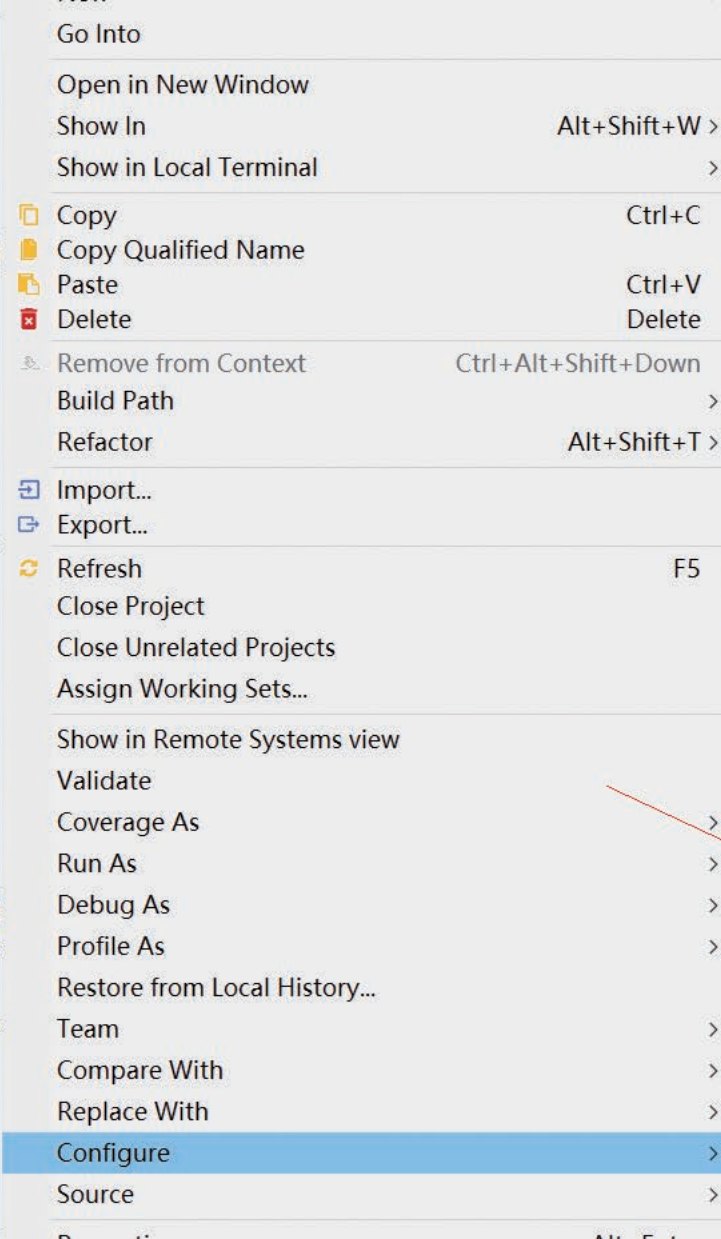 Go Into
Open in New Window
Show In Alt+Shift+W >
Show in Local Terminal >
Copy Ctrl+C
Copy Qualified Name
Paste Ctrl+V
Delete Delete
Remove from Context Ctrl+Alt+Shift+Down
Build Path >
Refactor Alt+Shift+T >
Import...
Export...
Refresh F5
Close Project
Close Unrelated Projects
Assign Working Sets...
Show in Remote Systems view
Validate
Coverage As >
Run As >
Debug As >
Profile As >
Restore from Local History...
Team >
Compare With >
Replace With >
Configure >
Source >